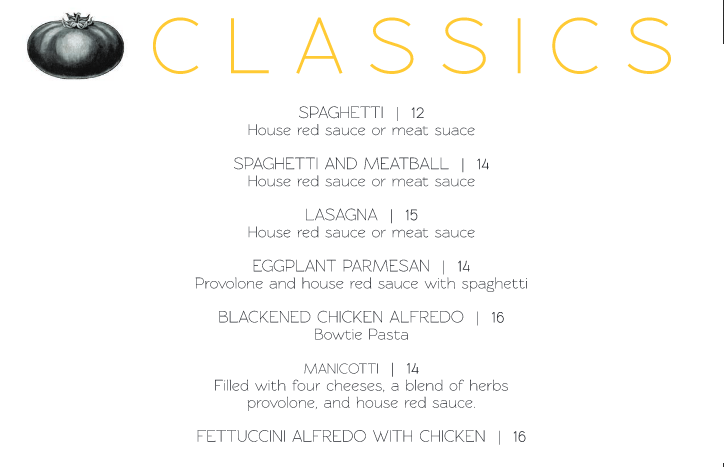 CLASSICS
SPAGHETTI | 12
House red sauce or meat suace
SPAGHETTI AND MEATBALL | 14
House red sauce or meat sauce
LASAGNA | 15
House red sauce or meat sauce
EGGPLANT PARMESAN | 14
Provolone and house red sauce with spaghetti
BLACKENED CHICKEN ALFREDO | 16
Bowtie Pasta
MANICOTTI | 14
Filled with four cheeses, a blend of herbs
provolone, and house red sauce.
FETTUCCINI ALFREDO WITH CHICKEN | 16